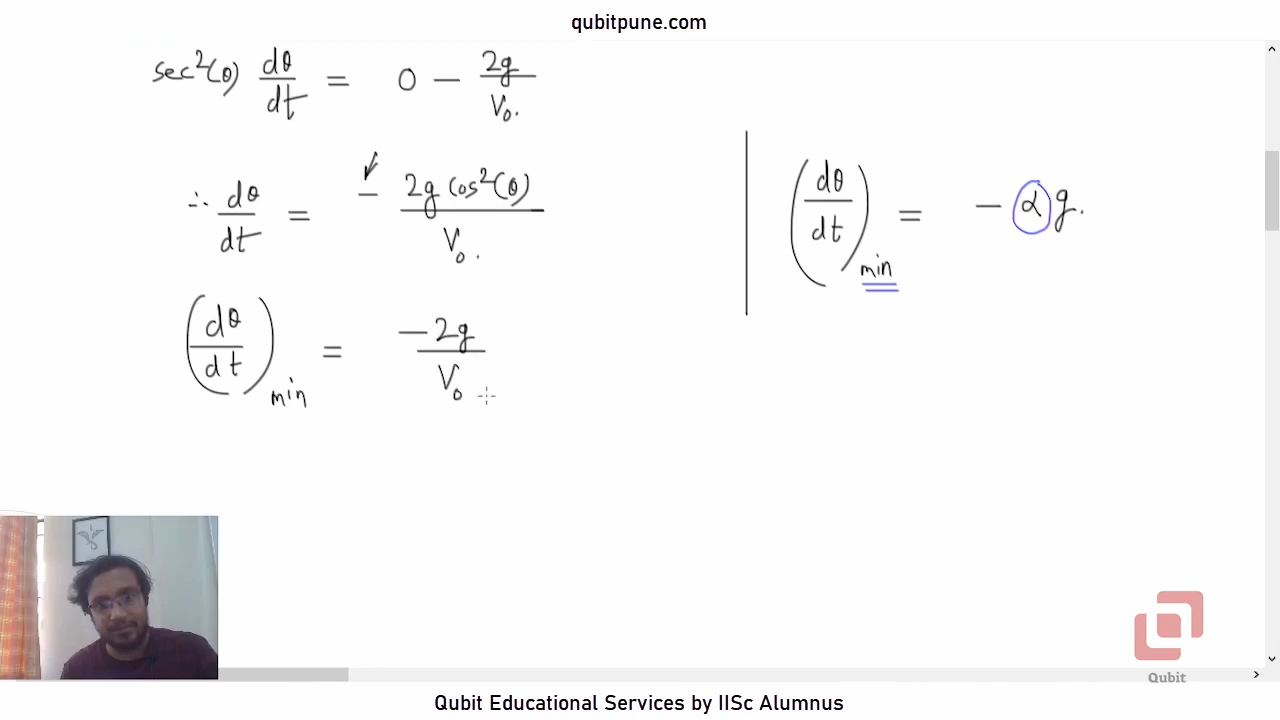 qubitpune.com
sec²(θ) dθ/dt = 0 − 2g/V₀.
∴ dθ/dt = − 2g cos²(θ)/V₀.
(dθ/dt)min = −2g/V₀
(dθ/dt)min = − αg.
Qubit
Qubit Educational Services by IISc Alumnus